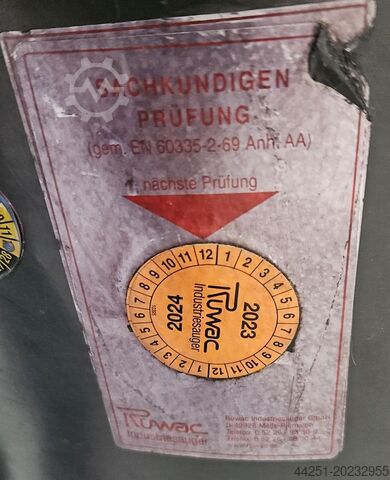 SACHKUNDIGEN
PRÜFUNG
(gem. EN 60335-2-69 Anh. AA)
nächste Prüfung
1 2 3 4 5 6 7 8 9 10 11 12
2023
Ruwac
Industriesauger
2024
1 2 3 4 5 6 7 8 9 10 11 12
Ruwac
Industriesauger
Ruwac Industriesauger GmbH
44251-20232955